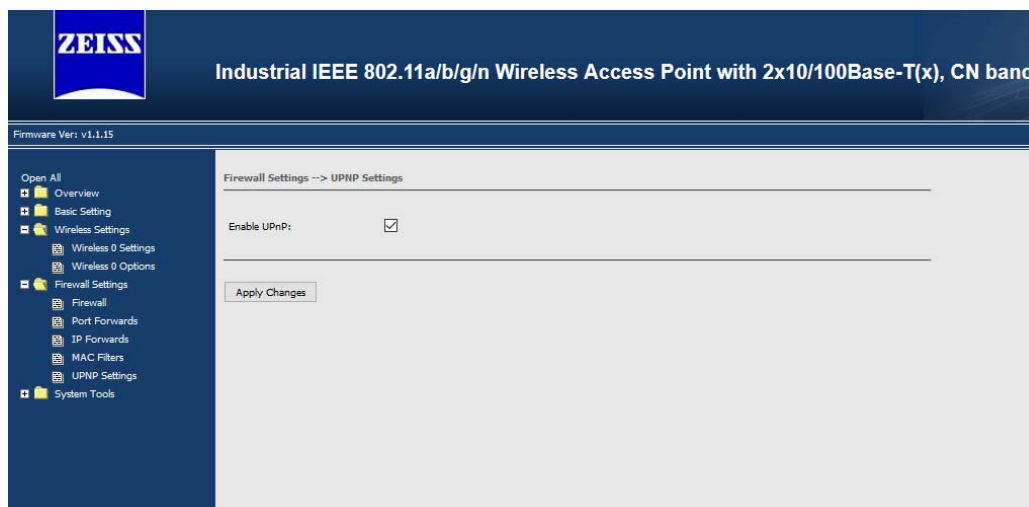 ZEISS
Industrial IEEE 802.11a/b/g/n Wireless Access Point with 2x10/100Base-T(x), CN band
Firmware Ver: v1.1.15
Open All
Overview
Basic Setting
Wireless Settings
Wireless 0 Settings
Wireless 0 Options
Firewall Settings
Firewall
Port Forwards
IP Forwards
MAC Filters
UPNP Settings
System Tools
Firewall Settings --> UPNP Settings
Enable UPnP:
Apply Changes